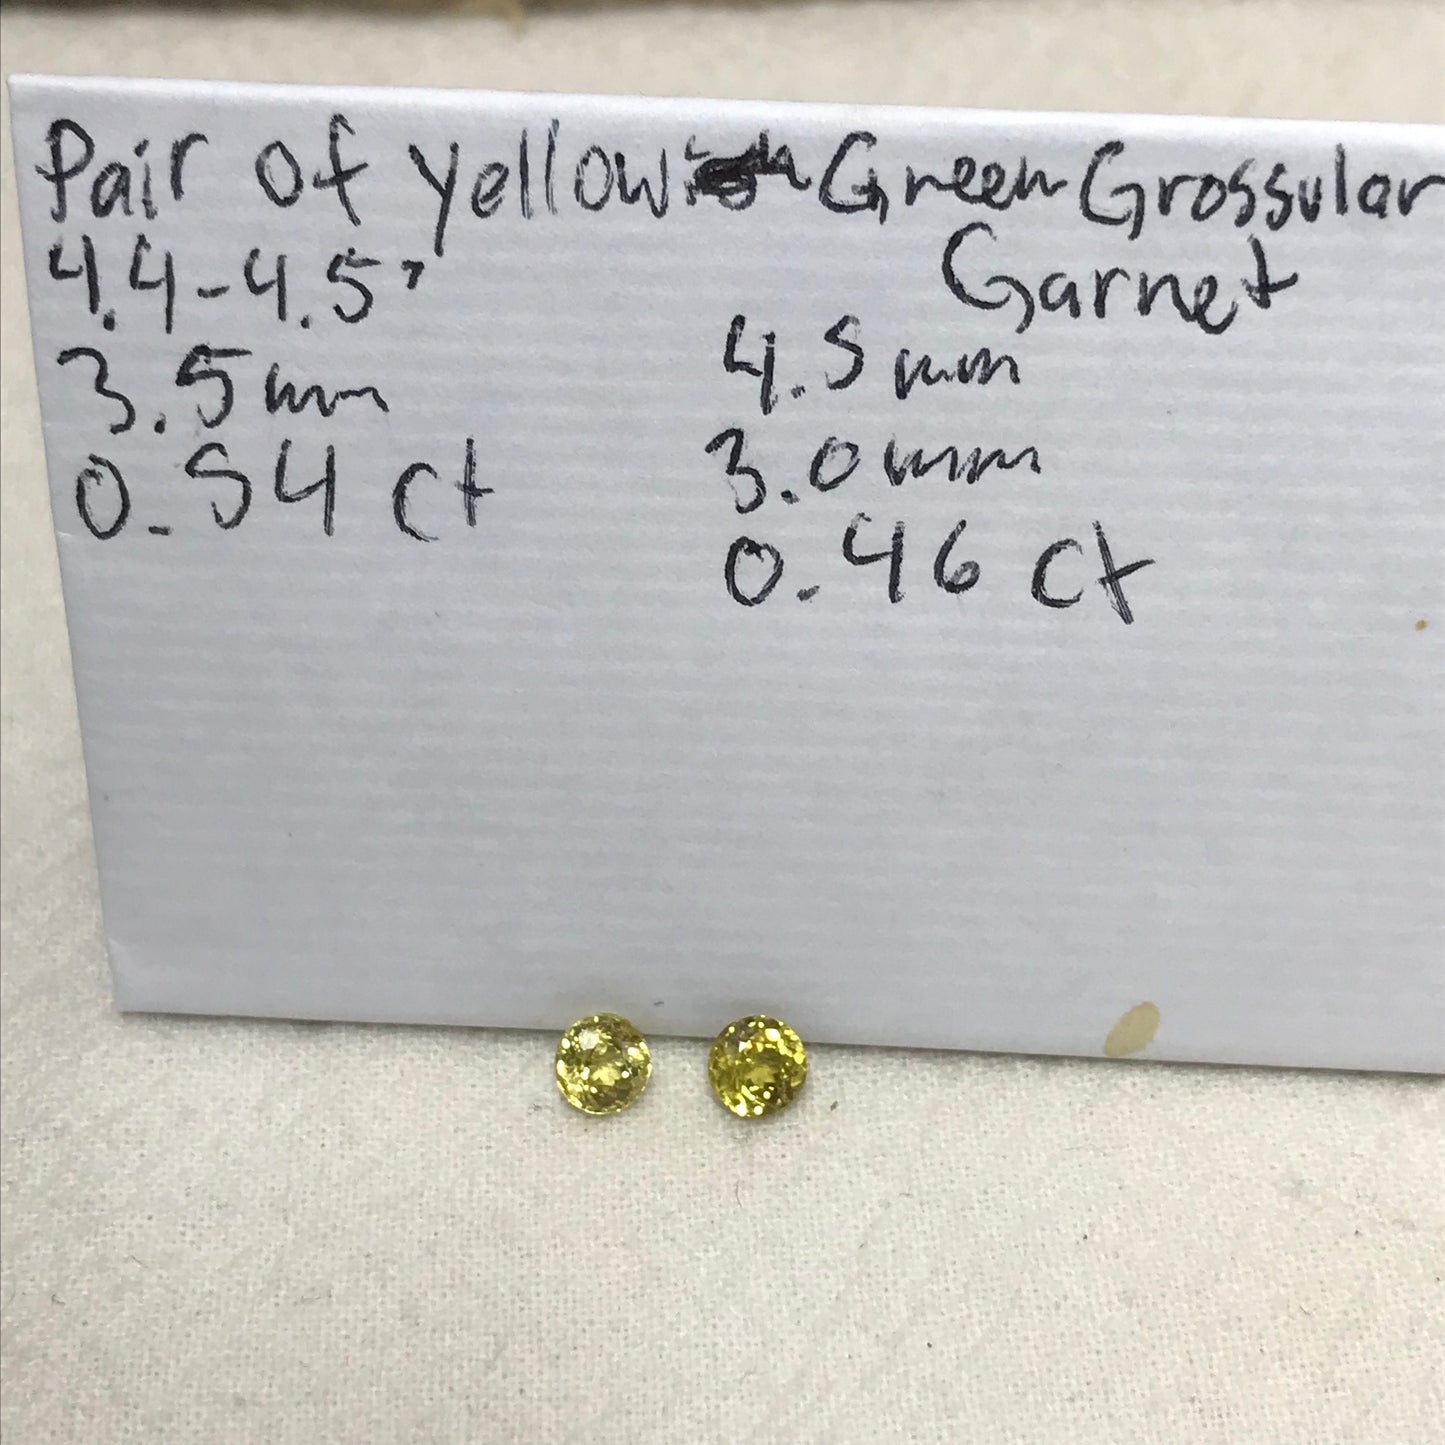 Pair of yellowish Green Grossular
Garnet
4.4-4.5,
3.5mm
0.54 ct
4.5mm
3.0mm
0.46 ct